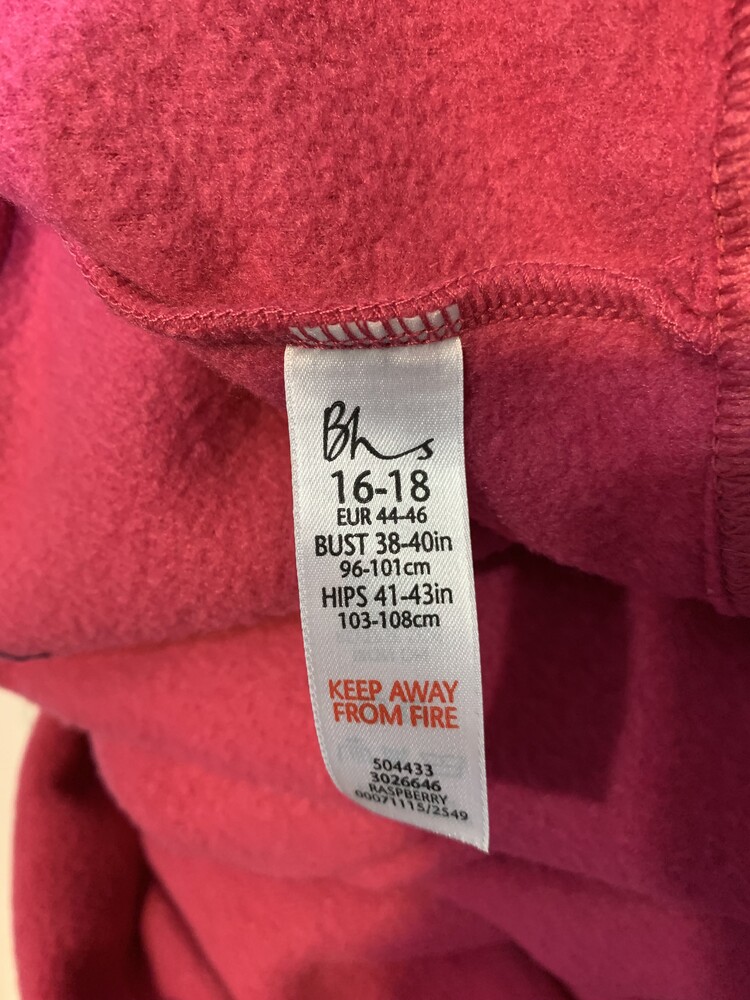 Bhs
16-18
EUR 44-46
BUST 38-40in
96-101cm
HIPS 41-43in
103-108cm
KEEP AWAY
FROM FIRE
504433
3026646
RASPBERRY
00071115/2549